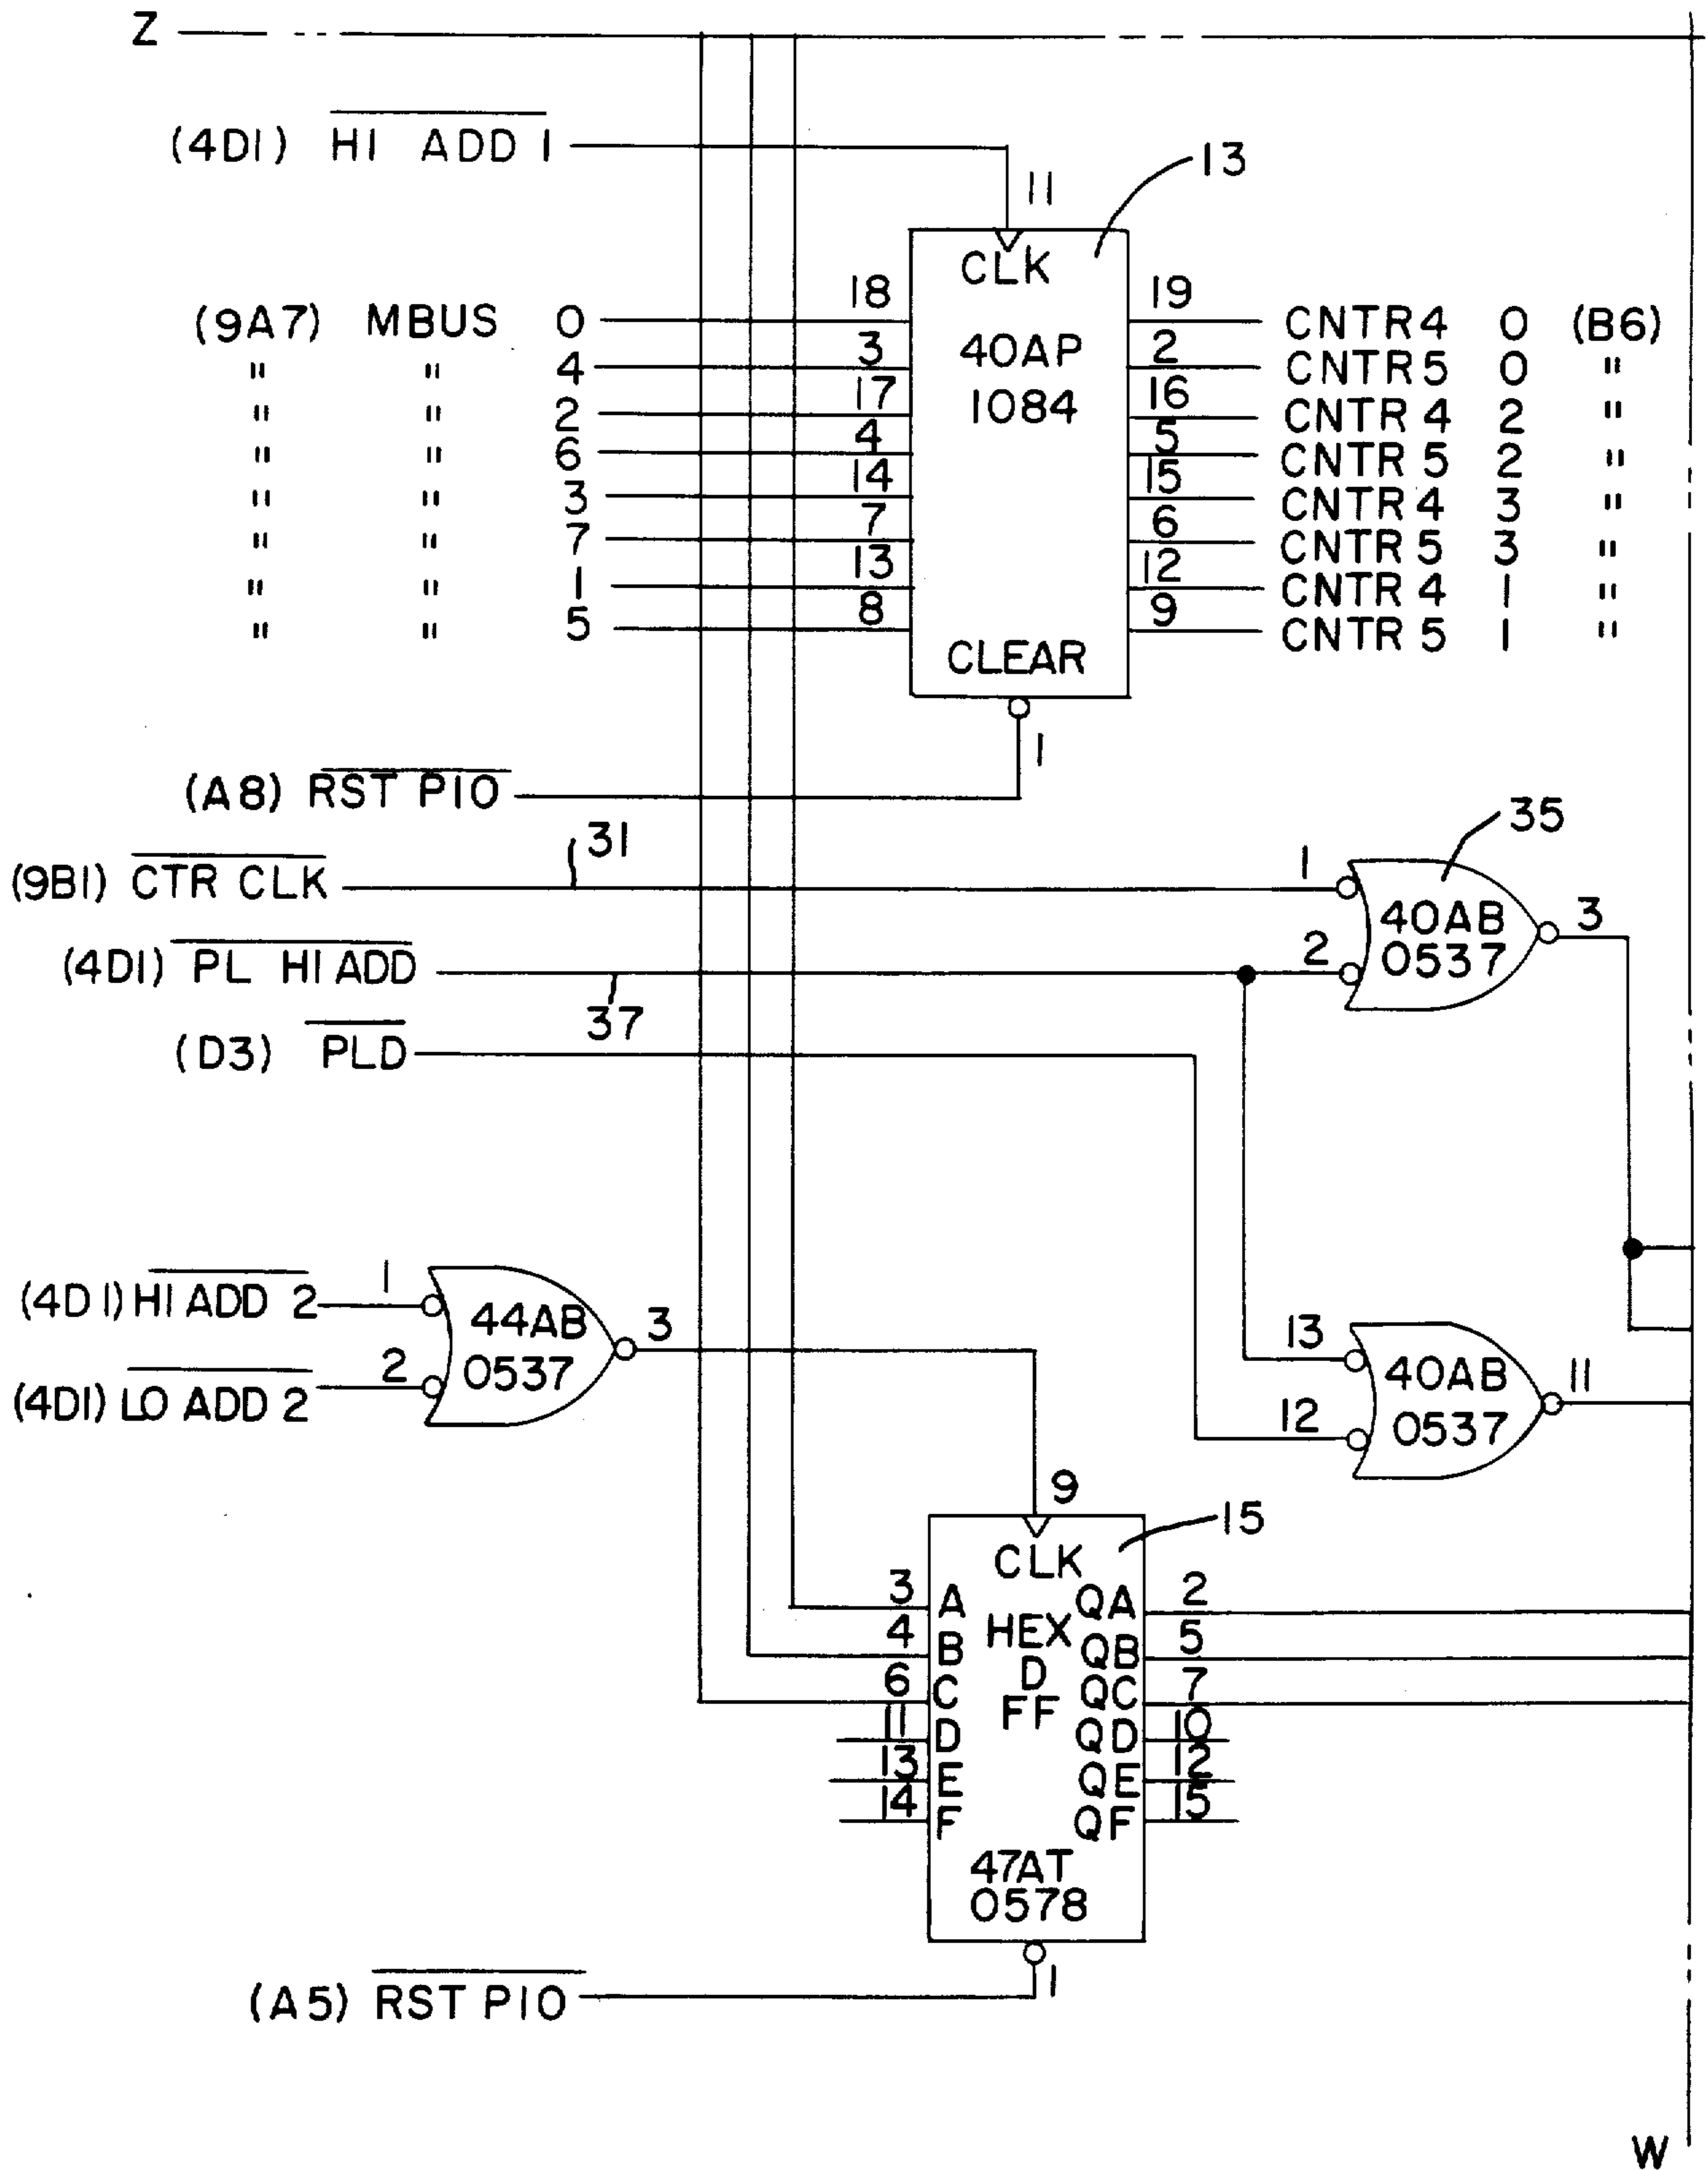 Z
(4D1) HI ADD 1
11
13
CLK
18 19
(9A7) MBUS 0 CNTR4 0 (B6)
3 40AP 2
" " 4 CNTR5 0 "
17 1084 16
" " 2 CNTR4 2 "
4 5
" " 6 CNTR5 2 "
14 15
" " 3 CNTR4 3 "
7 6
" " 7 CNTR5 3 "
13 12
" " 1 CNTR4 1 "
8 9
" " 5 CNTR5 1 "
CLEAR
1
(A8) RST PIO
35
31
(9B1) CTR CLK
1
40AB
0537
3
(4D1) PL HI ADD
2
37
(D3) PLD
(4D1) HI ADD 2
1
44AB
0537
3
(4D1) LO ADD 2
2
13
40AB
0537
11
12
9
15
CLK
3 A QA 2
HEX
4 B QB 5
D
6 C QC 7
FF
11 D QD 10
13 E QE 12
14 F QF 15
47AT
0578
1
(A5) RST PIO
W